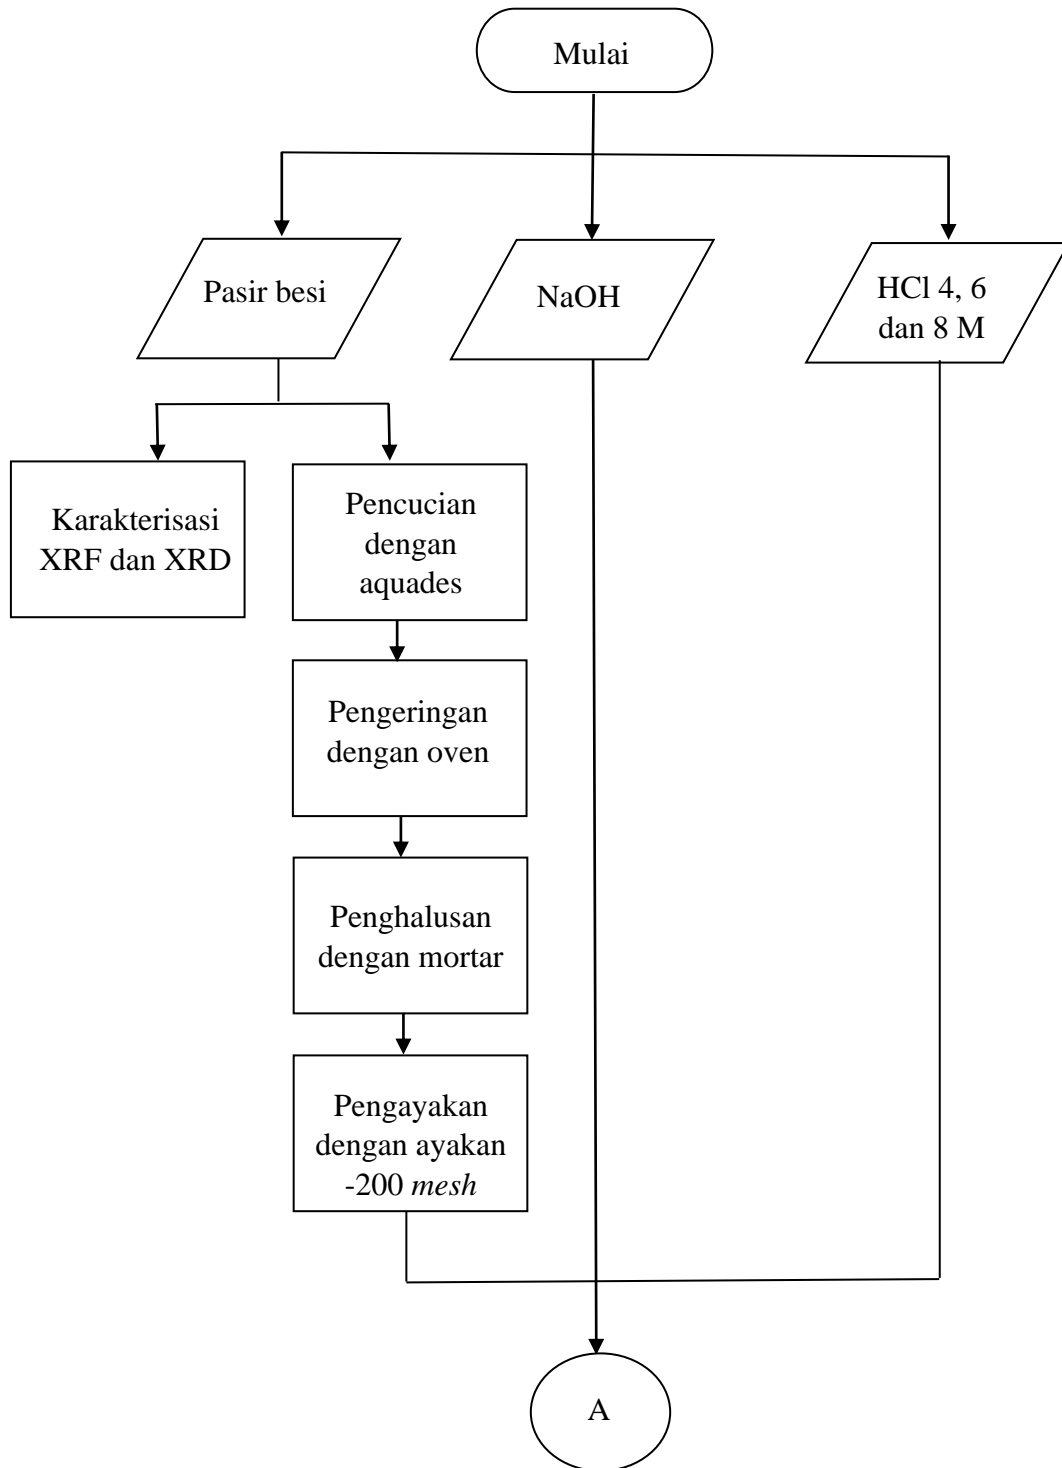 Mulai
Pasir besi
NaOH
HCl 4, 6
dan 8 M
Karakterisasi
XRF dan XRD
Pencucian
dengan
aquades
Pengeringan
dengan oven
Penghalusan
dengan mortar
Pengayakan
dengan ayakan
-200 mesh
A